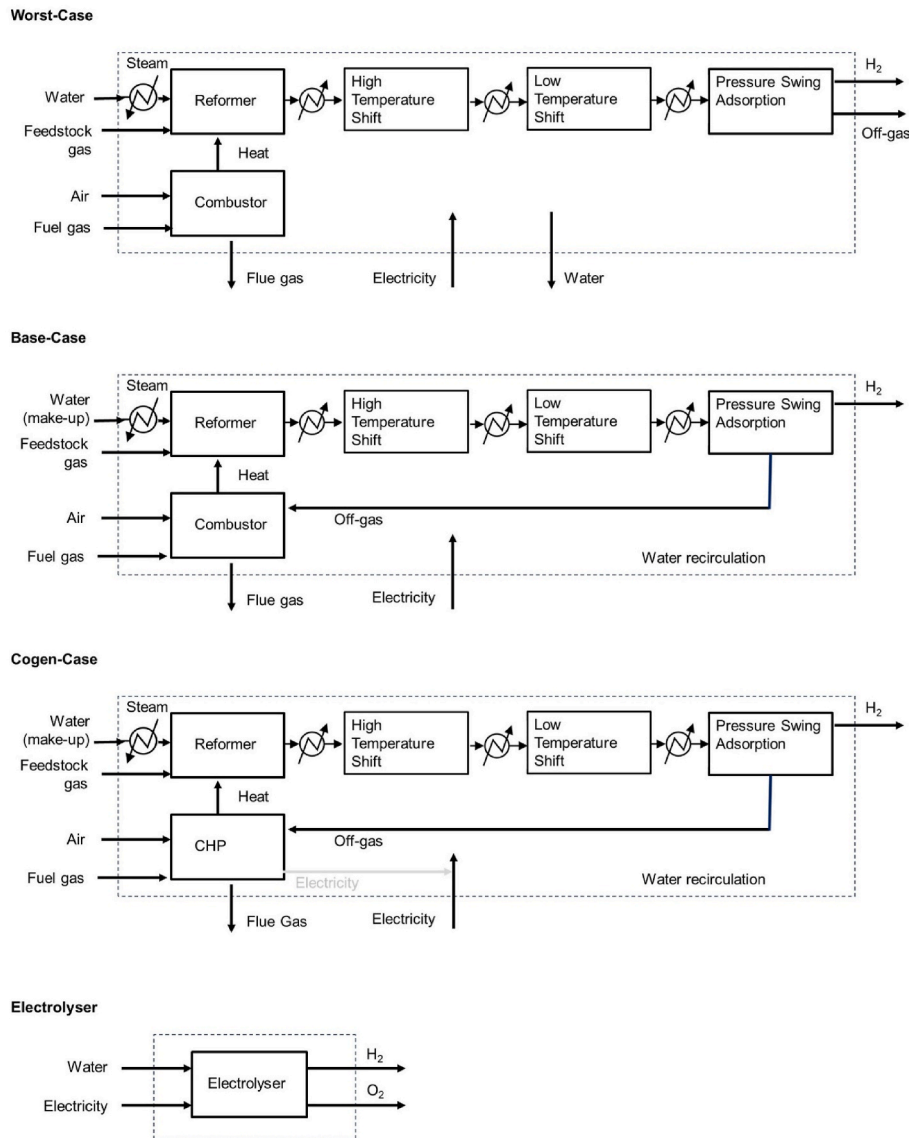 Worst-Case
Steam
Water
Feedstock
gas
Reformer
High
Temperature
Shift
Low
Temperature
Shift
Pressure Swing
Adsorption
H₂
Off-gas
Heat
Air
Fuel gas
Combustor
Flue gas
Electricity
Water
Base-Case
Steam
Water
(make-up)
Feedstock
gas
Reformer
High
Temperature
Shift
Low
Temperature
Shift
Pressure Swing
Adsorption
H₂
Heat
Air
Fuel gas
Combustor
Off-gas
Water recirculation
Flue gas
Electricity
Cogen-Case
Steam
Water
(make-up)
Feedstock
gas
Reformer
High
Temperature
Shift
Low
Temperature
Shift
Pressure Swing
Adsorption
H₂
Heat
Air
Fuel gas
CHP
Off-gas
Electricity
Water recirculation
Flue Gas
Electricity
Electrolyser
Water
Electricity
Electrolyser
H₂
O₂